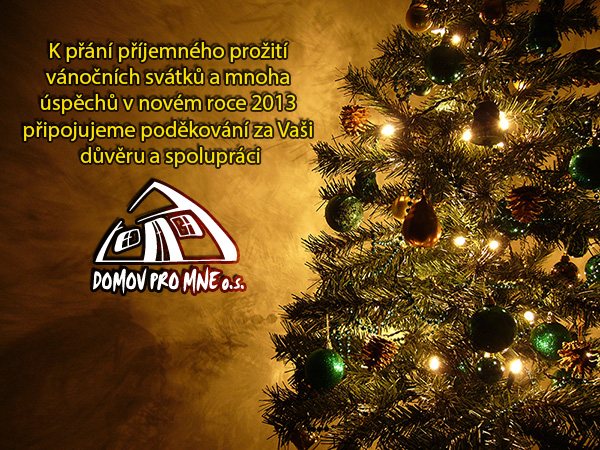 K přání příjemného prožití
vánočních svátků a mnoha
úspěchů v novém roce 2013
připojujeme poděkování za Vaši
důvěru a spolupráci
DOMOV PRO MNE o.s.